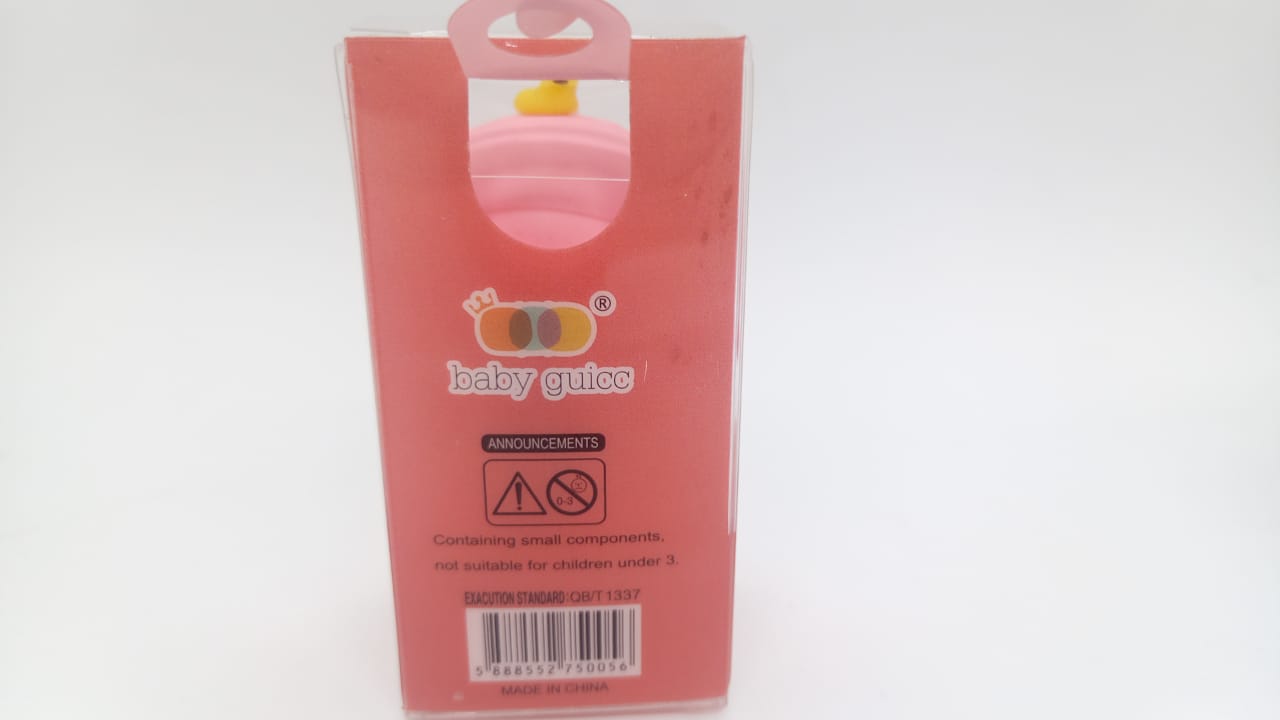 ®
baby guicc
ANNOUNCEMENTS
0-3
Containing small components,
not suitable for children under 3.
EXACUTION STANDARD:QB/T1337
5 888552 750056
MADE IN CHINA